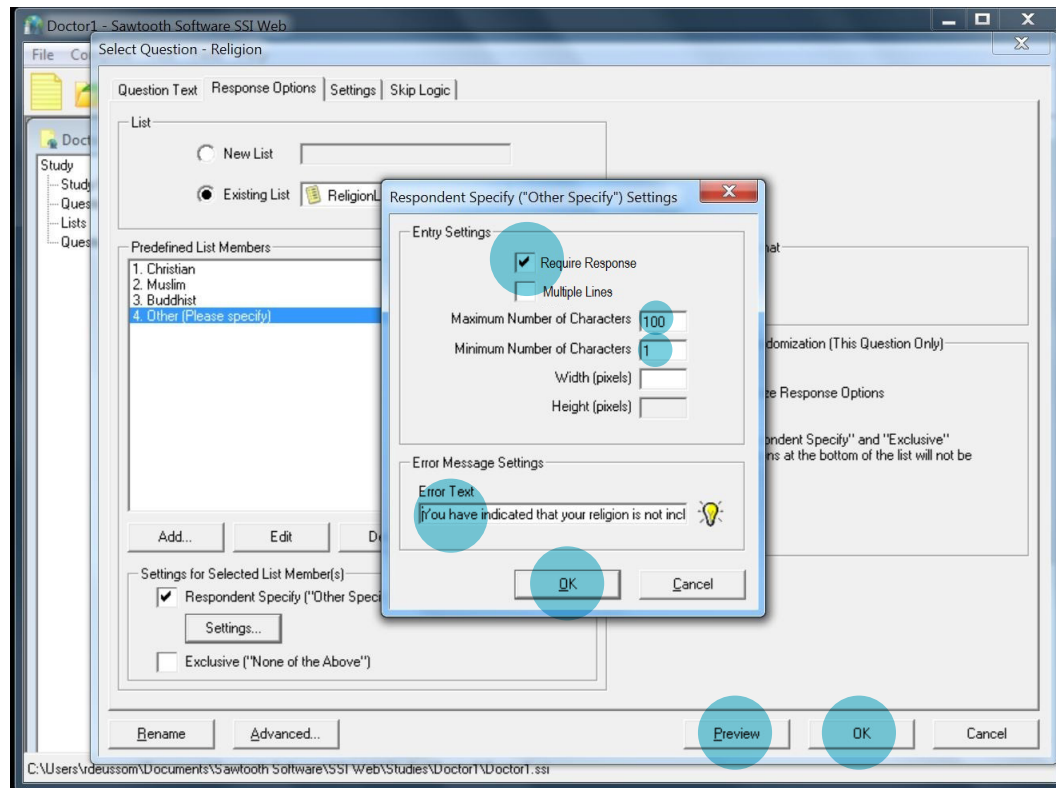 Doctor1 - Sawtooth Software SSI Web
File Co
Select Question - Religion
Question Text Response Options Settings Skip Logic
Doct
Study
Study
Ques
Lists
Ques
List
New List
Existing List ReligionL
Predefined List Members
1. Christian
2. Muslim
3. Buddhist
4. Other (Please specify)
Add... Edit De
Settings for Selected List Member(s)
Respondent Specify ("Other Speci
Settings...
Exclusive ("None of the Above")
Respondent Specify ("Other Specify") Settings
Entry Settings
Require Response
Multiple Lines
Maximum Number of Characters 100
Minimum Number of Characters 1
Width (pixels)
Height (pixels)
Error Message Settings
Error Text
You have indicated that your religion is not incl
OK Cancel
nat
domization (This Question Only)
ze Response Options
ondent Specify" and "Exclusive"
ns at the bottom of the list will not be
Rename Advanced... Preview OK Cancel
C:\Users\rdeussom\Documents\Sawtooth Software\SSI Web\Studies\Doctor1\Doctor1.ssi